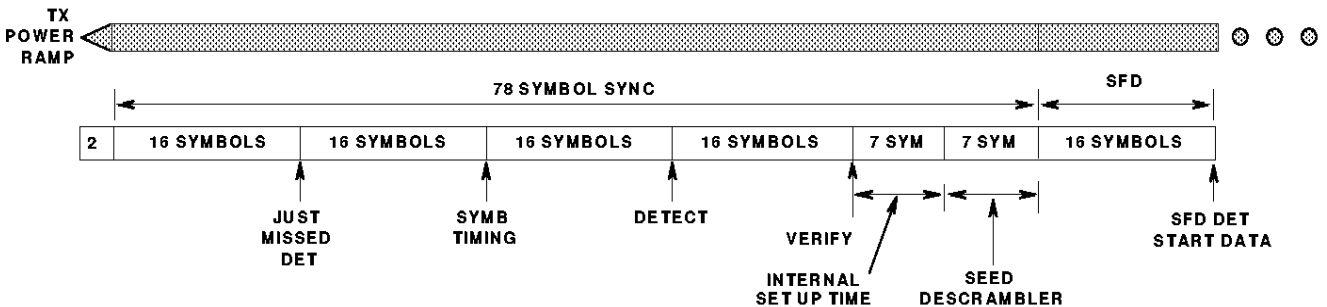 TX
POWER
RAMP
78 SYMBOL SYNC
SFD
2
16 SYMBOLS
16 SYMBOLS
16 SYMBOLS
16 SYMBOLS
7 SYM
7 SYM
16 SYMBOLS
JUST
MISSED
DET
SYMB
TIMING
DETECT
VERIFY
INTERNAL
SET UP TIME
SEED
DESCRAMBLER
SFD DET
START DATA